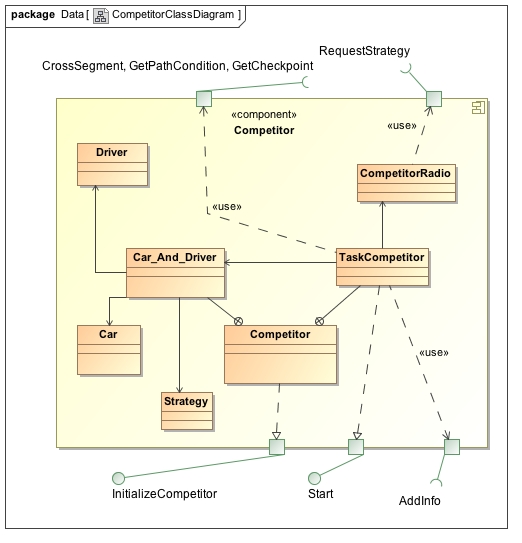 package Data[ CompetitorClassDiagram ]
RequestStrategy
CrossSegment, GetPathCondition, GetCheckpoint
«component»
Competitor
«use»
Driver
CompetitorRadio
«use»
Car_And_Driver
TaskCompetitor
Car
Competitor
«use»
Strategy
InitializeCompetitor
Start
AddInfo